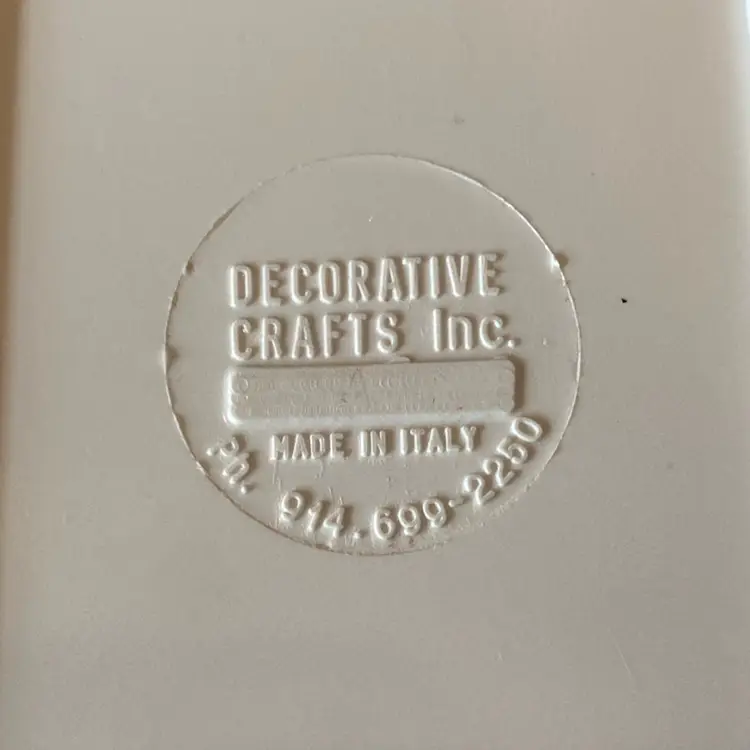 DECORATIVE
CRAFTS Inc.
MADE IN ITALY
Ph. 914.699-2250